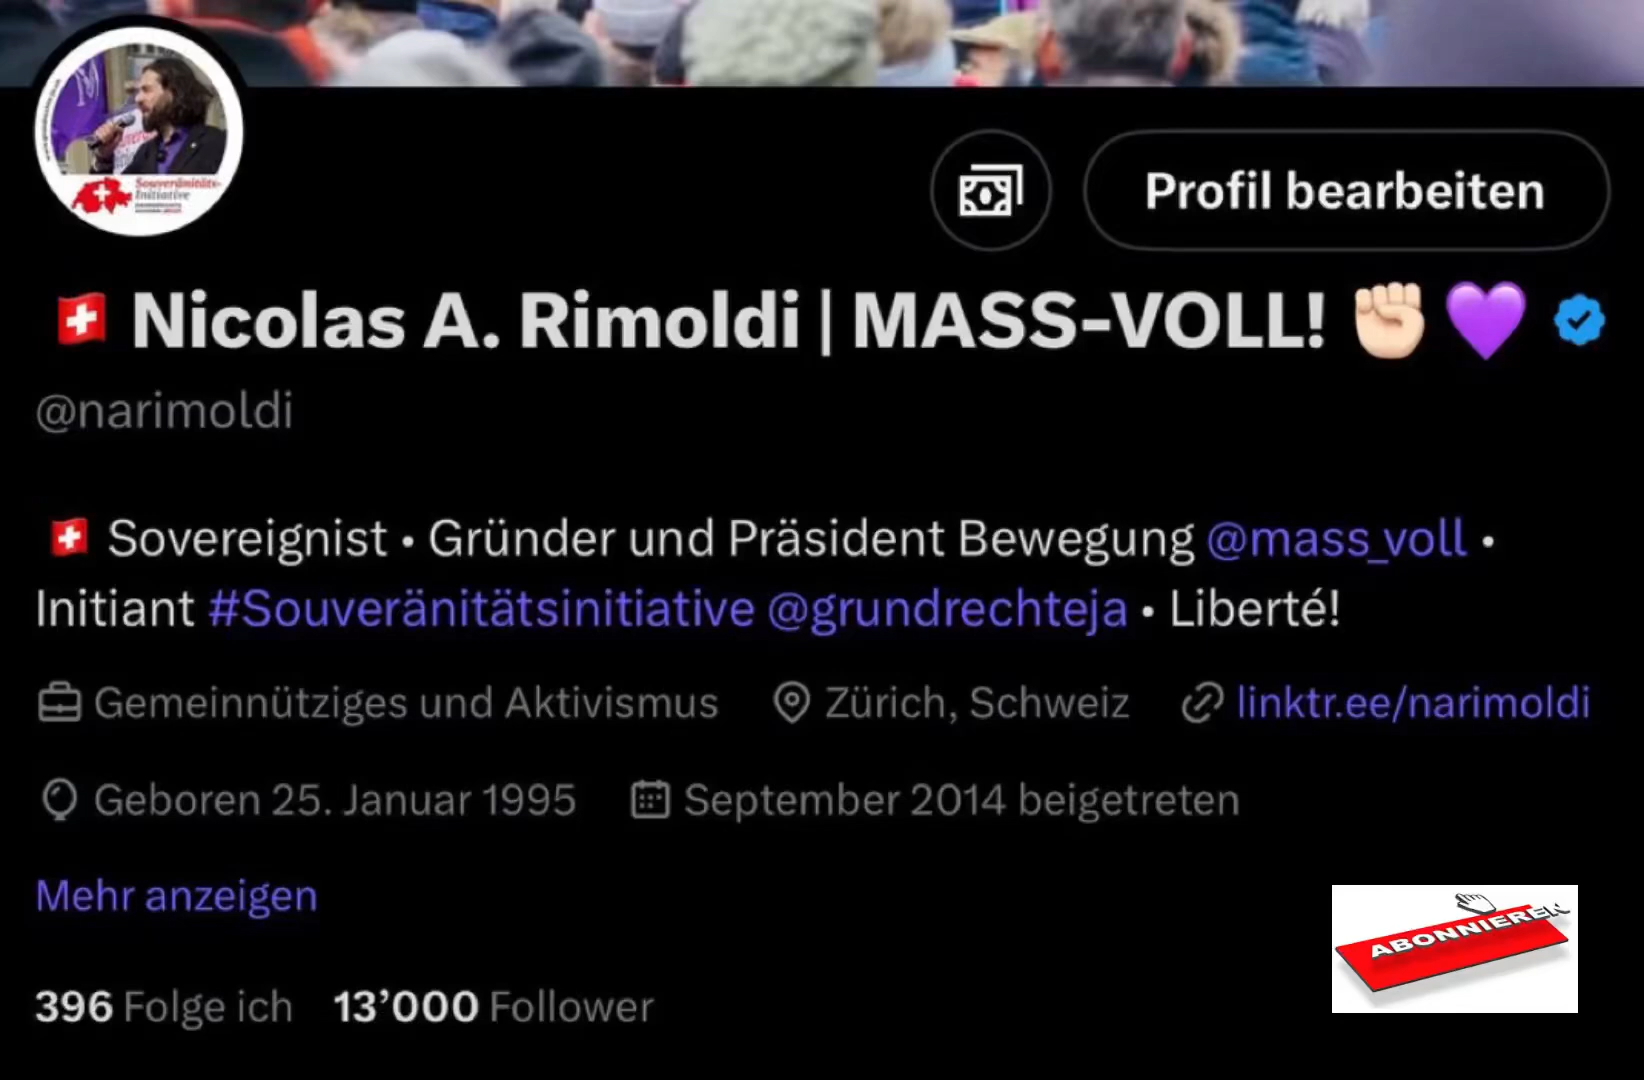 Souveränitäts-
Initiative
Profil bearbeiten
🇨🇭 Nicolas A. Rimoldi | MASS-VOLL! ✊🏻 💜
@narimoldi
🇨🇭 Sovereignist • Gründer und Präsident Bewegung @mass_voll •
Initiant #Souveränitätsinitiative @grundrechteja • Liberté!
Gemeinnütziges und Aktivismus Zürich, Schweiz linktr.ee/narimoldi
Geboren 25. Januar 1995 September 2014 beigetreten
Mehr anzeigen
ABONNIEREN
396 Folge ich 13’000 Follower